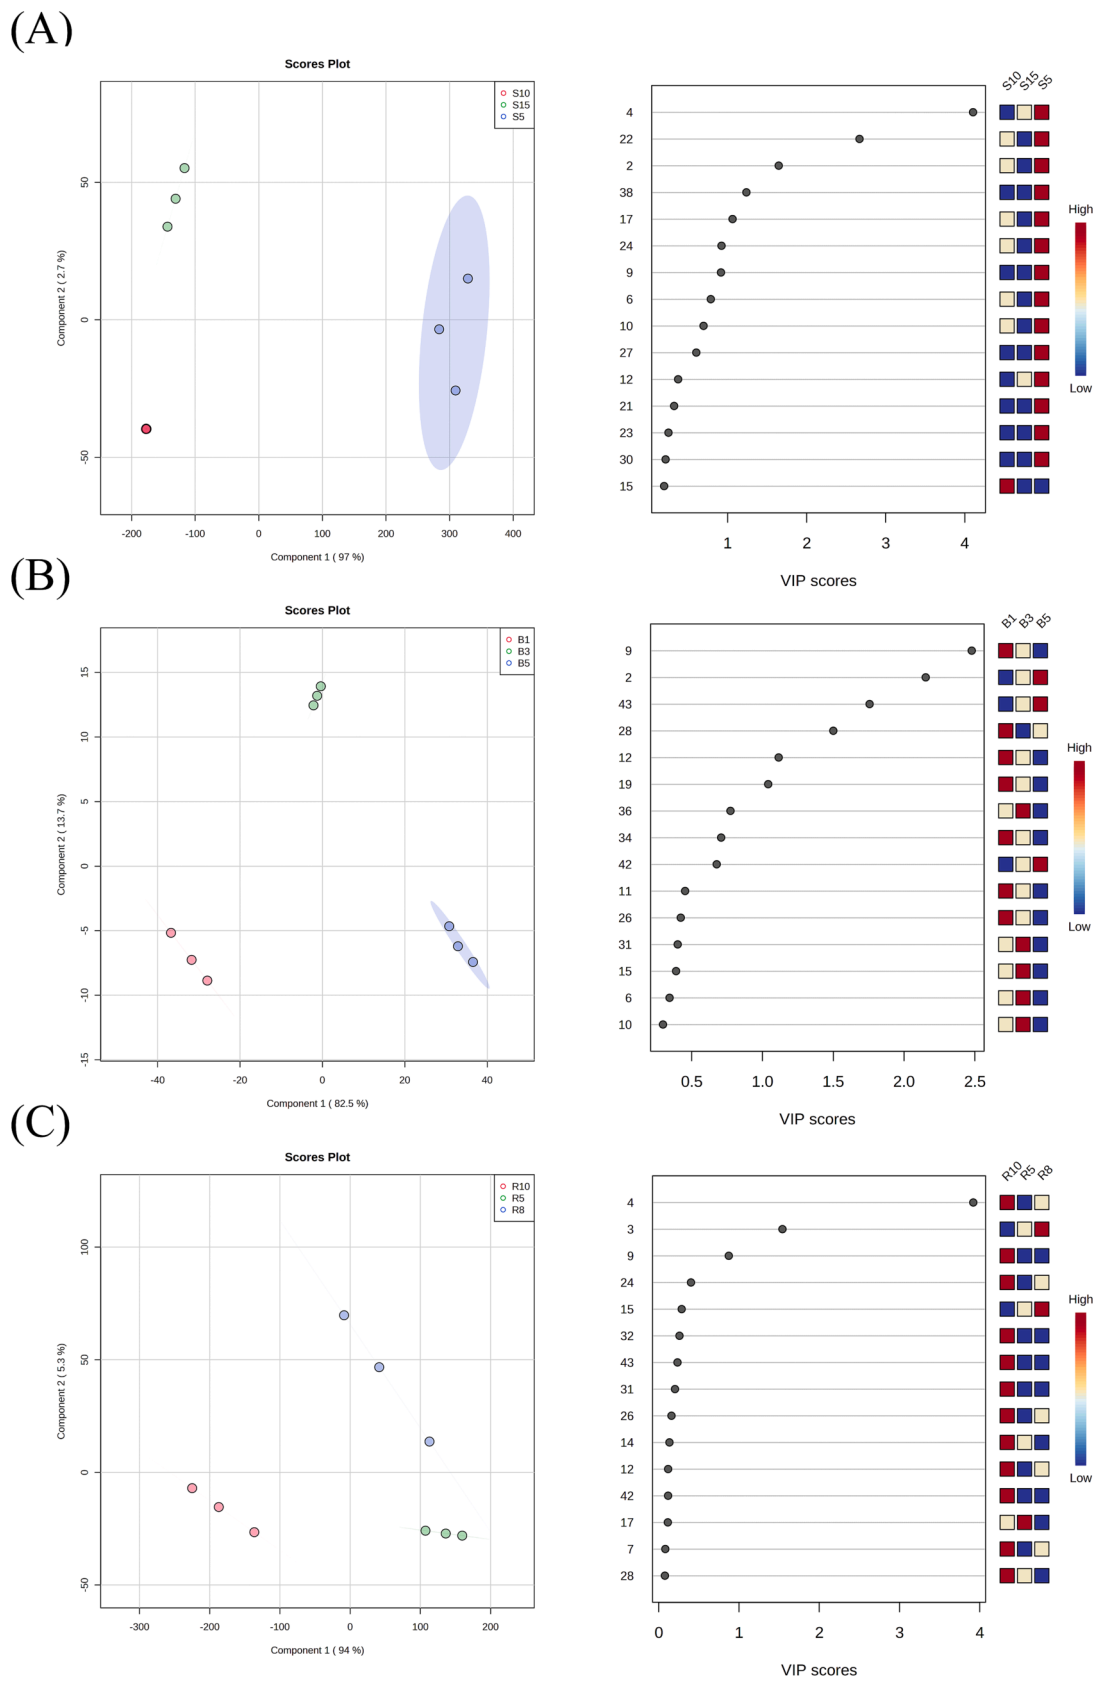 (A)
Scores Plot
S10
S15
S5
50
0
-50
Component 2 ( 2.7 %)
-200 -100 0 100 200 300 400
Component 1 ( 97 %)
S10 S15 S5
4
22
2
38
17
24
9
6
10
27
12
21
23
30
15
1 2 3 4
VIP scores
High
Low
(B)
Scores Plot
B1
B3
B5
15
10
5
0
-5
-10
-15
Component 2 ( 13.7 %)
-40 -20 0 20 40
Component 1 ( 82.5 %)
B1 B3 B5
9
2
43
28
12
19
36
34
42
11
26
31
15
6
10
0.5 1.0 1.5 2.0 2.5
VIP scores
High
Low
(C)
Scores Plot
R10
R5
R8
100
50
0
-50
Component 2 ( 5.3 %)
-300 -200 -100 0 100 200
Component 1 ( 94 %)
R10 R5 R8
4
3
9
24
15
32
43
31
26
14
12
42
17
7
28
0 1 2 3 4
VIP scores
High
Low